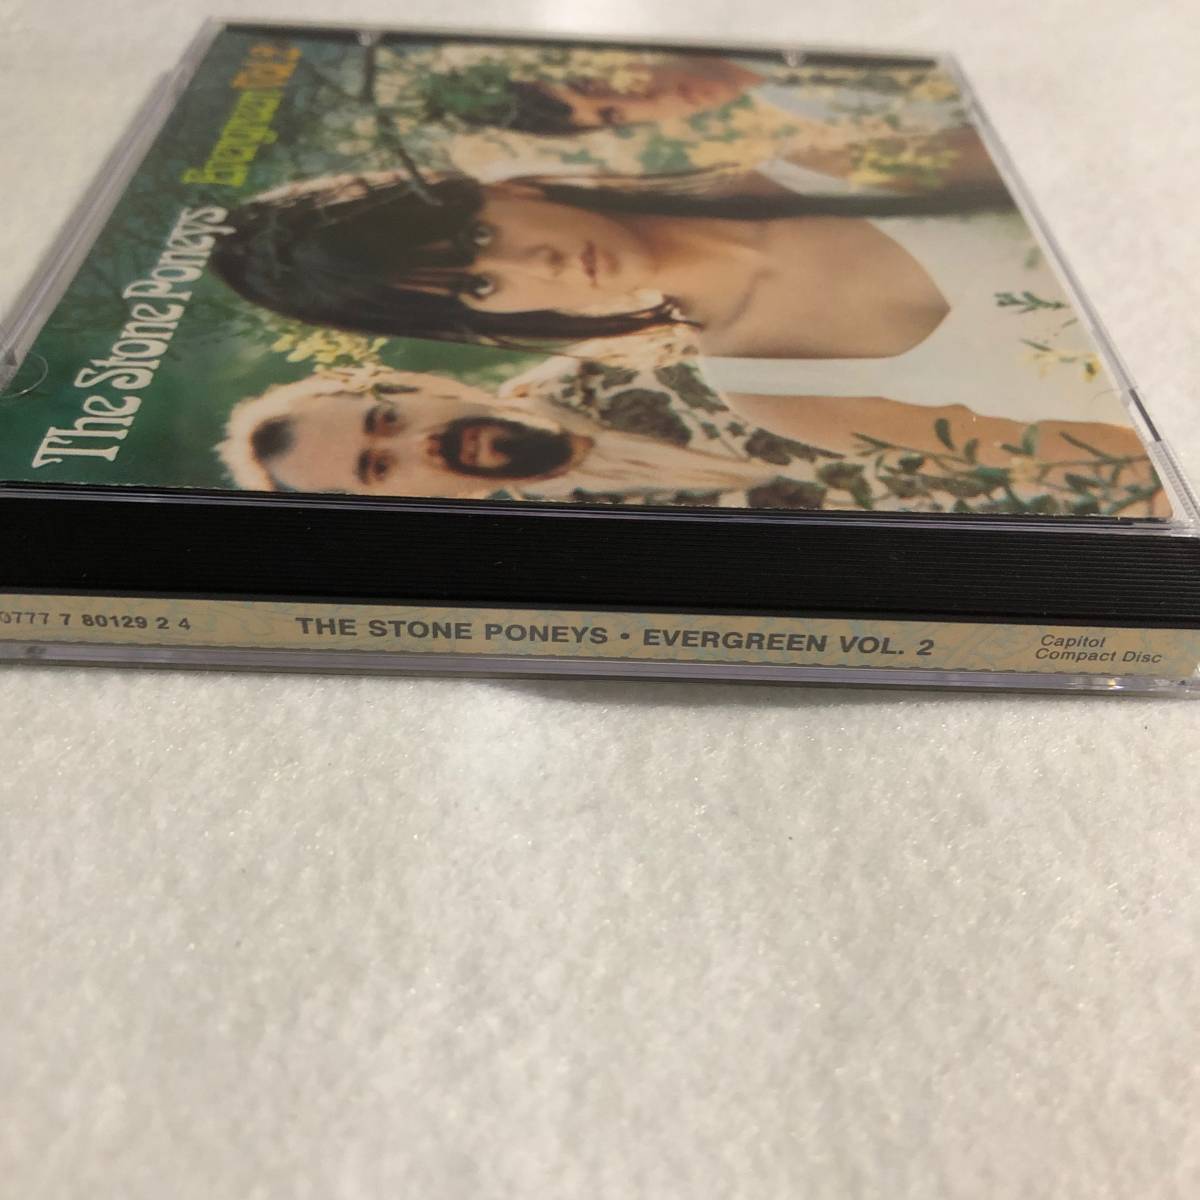 The Stone Poneys
Evergreen Vol. 2
0777 7 80129 2 4
THE STONE PONEYS • EVERGREEN VOL. 2
Capitol
Compact Disc